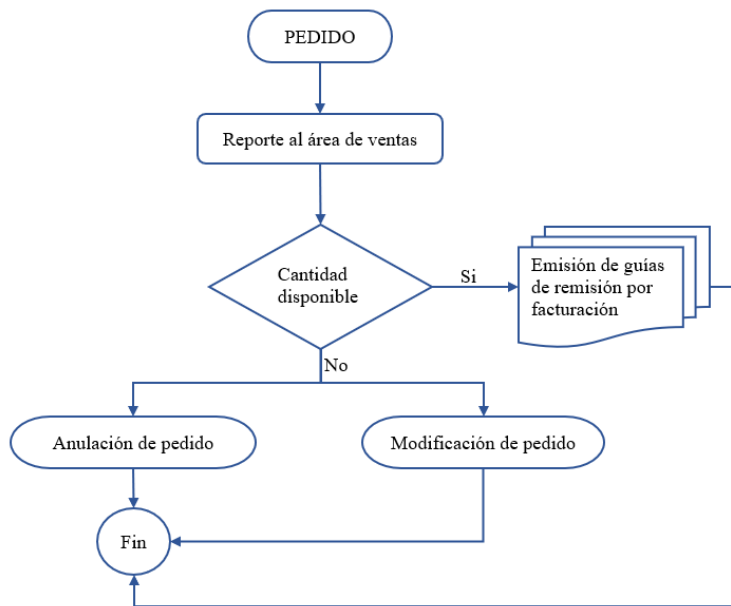 PEDIDO
Reporte al área de ventas
Cantidad
disponible
Si
Emisión de guías
de remisión por
facturación
No
Anulación de pedido
Modificación de pedido
Fin